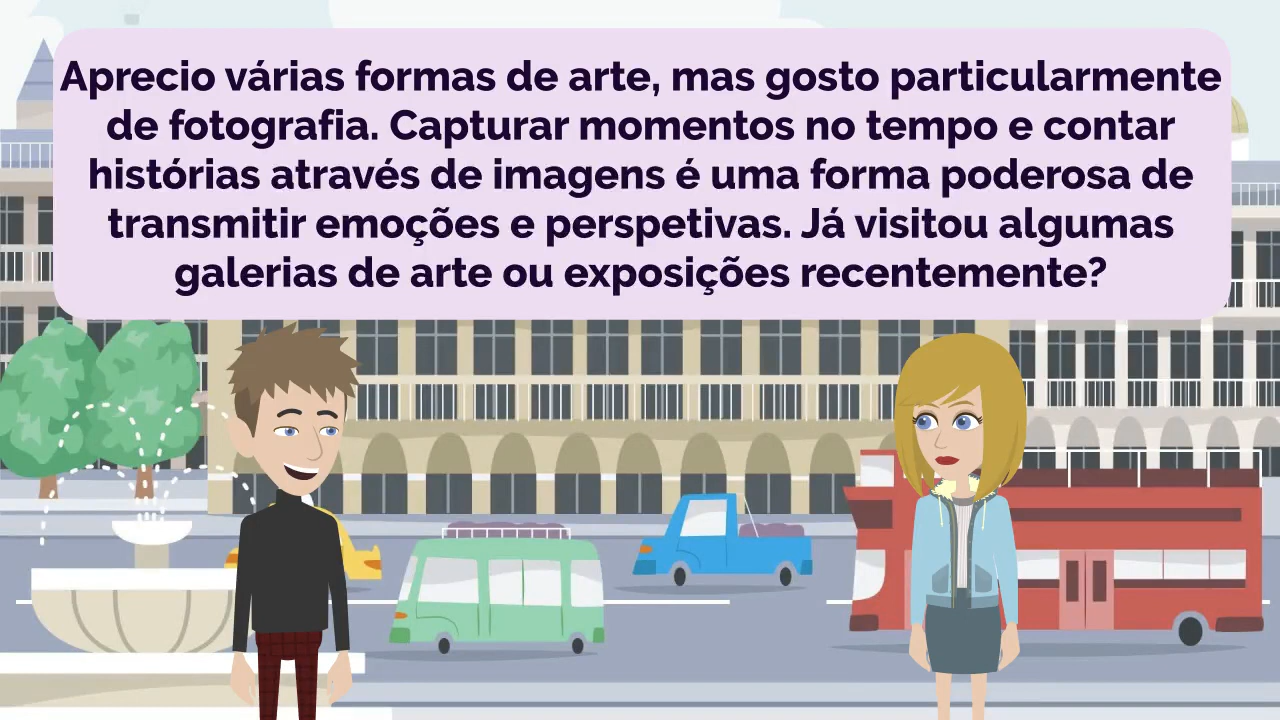 Aprecio várias formas de arte, mas gosto particularmente
de fotografia. Capturar momentos no tempo e contar
histórias através de imagens é uma forma poderosa de
transmitir emoções e perspetivas. Já visitou algumas
galerias de arte ou exposições recentemente?